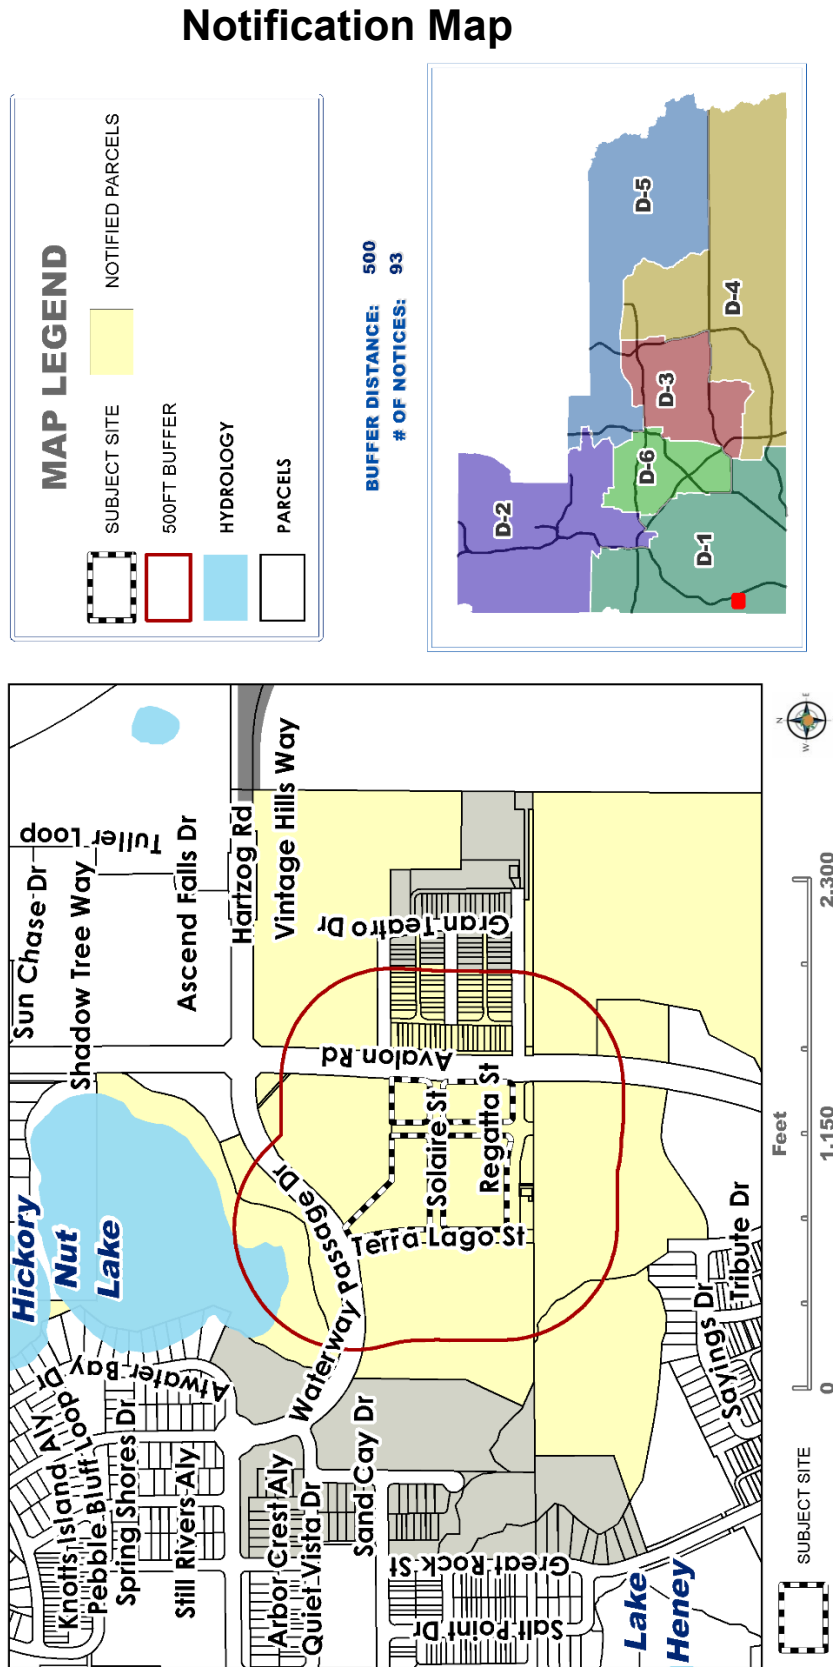 Notification Map
MAP LEGEND
SUBJECT SITE
NOTIFIED PARCELS
500FT BUFFER
HYDROLOGY
PARCELS
BUFFER DISTANCE: 500
# OF NOTICES: 93
D-5
D-4
D-3
D-6
D-2
D-1
Sun Chase Dr
Tuller Loop
Shadow Tree Way
Ascend Falls Dr
Hartzog Rd
Vintage Hills Way
Gran Teatro Dr
Avalon Rd
Solaire St
Regatta St
Terra Lago St
Waterway Passage Dr
Hickory
Nut
Lake
Atwater Bay
Knotts Island Aly
Pebble Bluff Loop Dr
Spring Shores Dr
Still Rivers Aly
Arbor Crest Aly
Quiet Vista Dr
Sand Cay Dr
Great Rock St
Salt Point Dr
Lake
Heney
Savings Dr
Tribute Dr
N
E
W
S
SUBJECT SITE
Feet
0
1,150
2,300